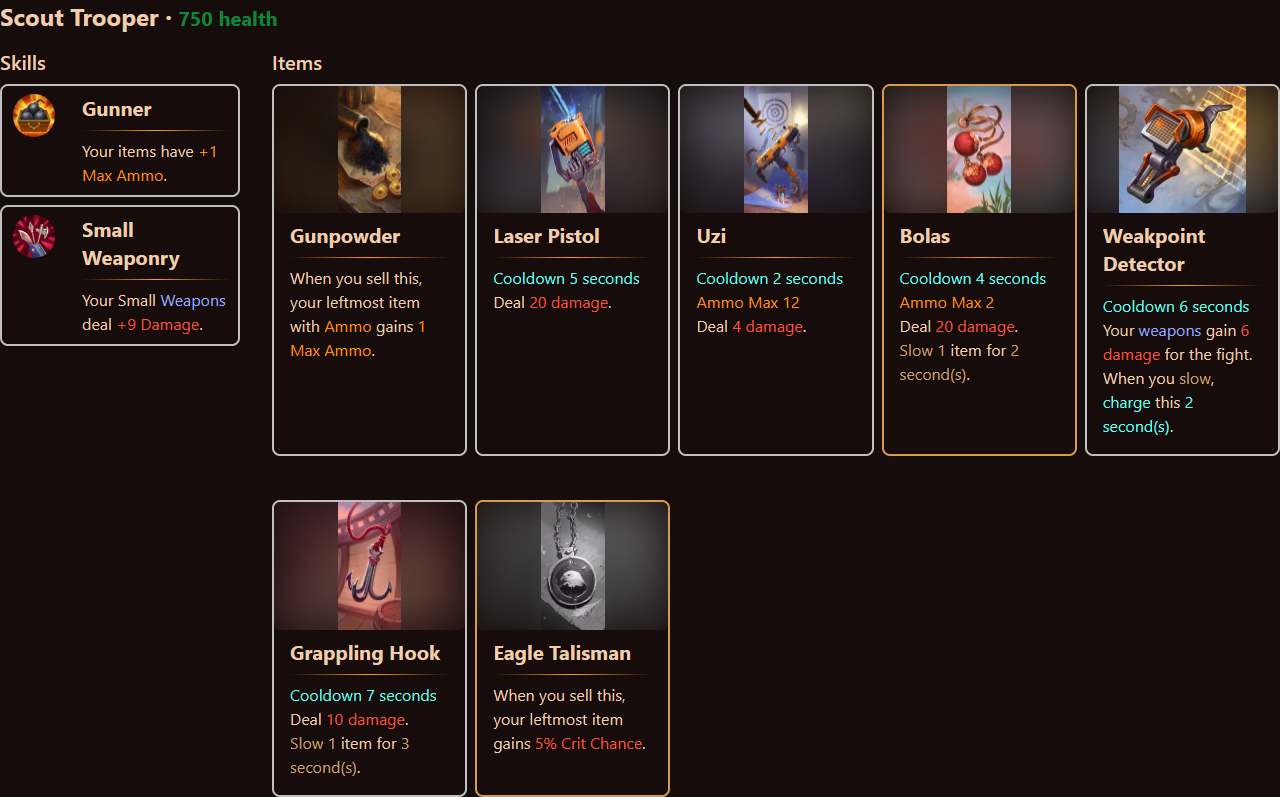 Scout Trooper · 750 health
Skills
Gunner
Your items have +1
Max Ammo.
Small
Weaponry
Your Small Weapons
deal +9 Damage.
Items
Gunpowder
When you sell this,
your leftmost item
with Ammo gains 1
Max Ammo.
Laser Pistol
Cooldown 5 seconds
Deal 20 damage.
Uzi
Cooldown 2 seconds
Ammo Max 12
Deal 4 damage.
Bolas
Cooldown 4 seconds
Ammo Max 2
Deal 20 damage.
Slow 1 item for 2
second(s).
Weakpoint
Detector
Cooldown 6 seconds
Your weapons gain 6
damage for the fight.
When you slow,
charge this 2
second(s).
Grappling Hook
Cooldown 7 seconds
Deal 10 damage.
Slow 1 item for 3
second(s).
Eagle Talisman
When you sell this,
your leftmost item
gains 5% Crit Chance.